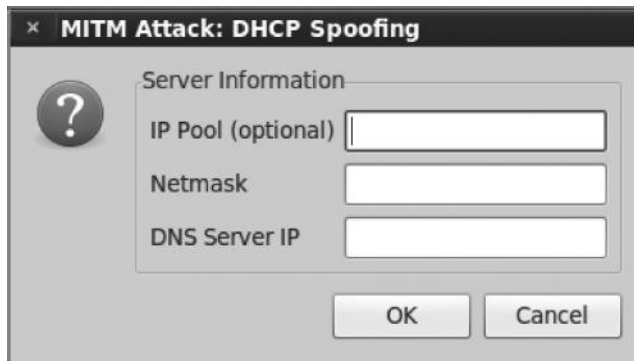 × MITM Attack: DHCP Spoofing
?
Server Information
IP Pool (optional)
Netmask
DNS Server IP
OK Cancel